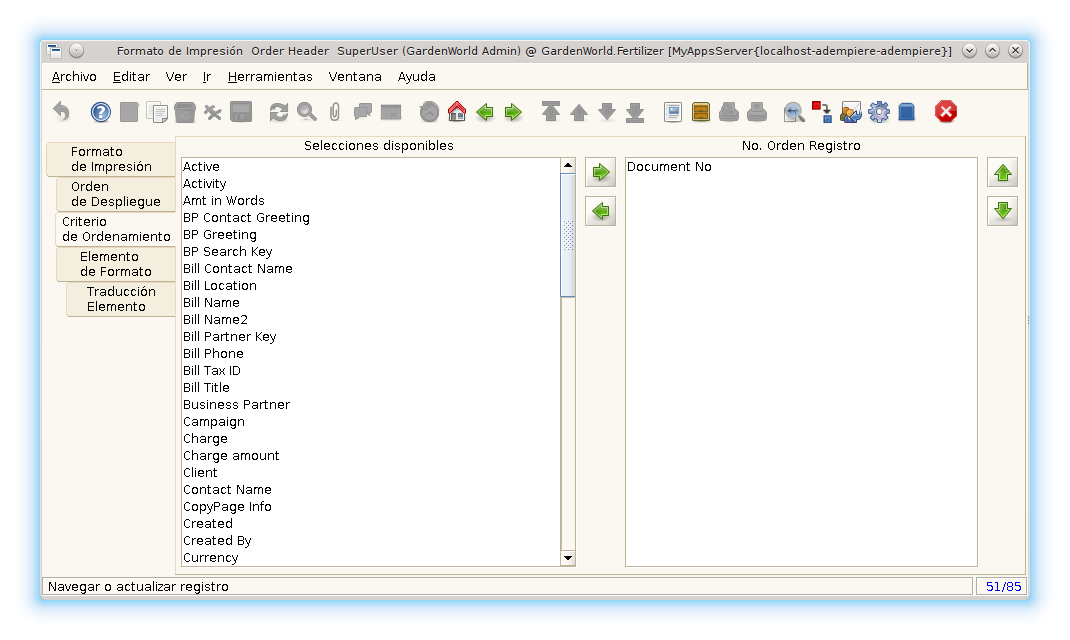 Formato de Impresión Order Header SuperUser (GardenWorld Admin) @ GardenWorld.Fertilizer [MyAppsServer{localhost-adempiere-adempiere}]
Archivo Editar Ver Ir Herramientas Ventana Ayuda
Formato
de Impresión
Orden
de Despliegue
Criterio
de Ordenamiento
Elemento
de Formato
Traducción
Elemento
Selecciones disponibles
Active
Activity
Amt in Words
BP Contact Greeting
BP Greeting
BP Search Key
Bill Contact Name
Bill Location
Bill Name
Bill Name2
Bill Partner Key
Bill Phone
Bill Tax ID
Bill Title
Business Partner
Campaign
Charge
Charge amount
Client
Contact Name
CopyPage Info
Created
Created By
Currency
No. Orden Registro
Document No
Navegar o actualizar registro
51/85